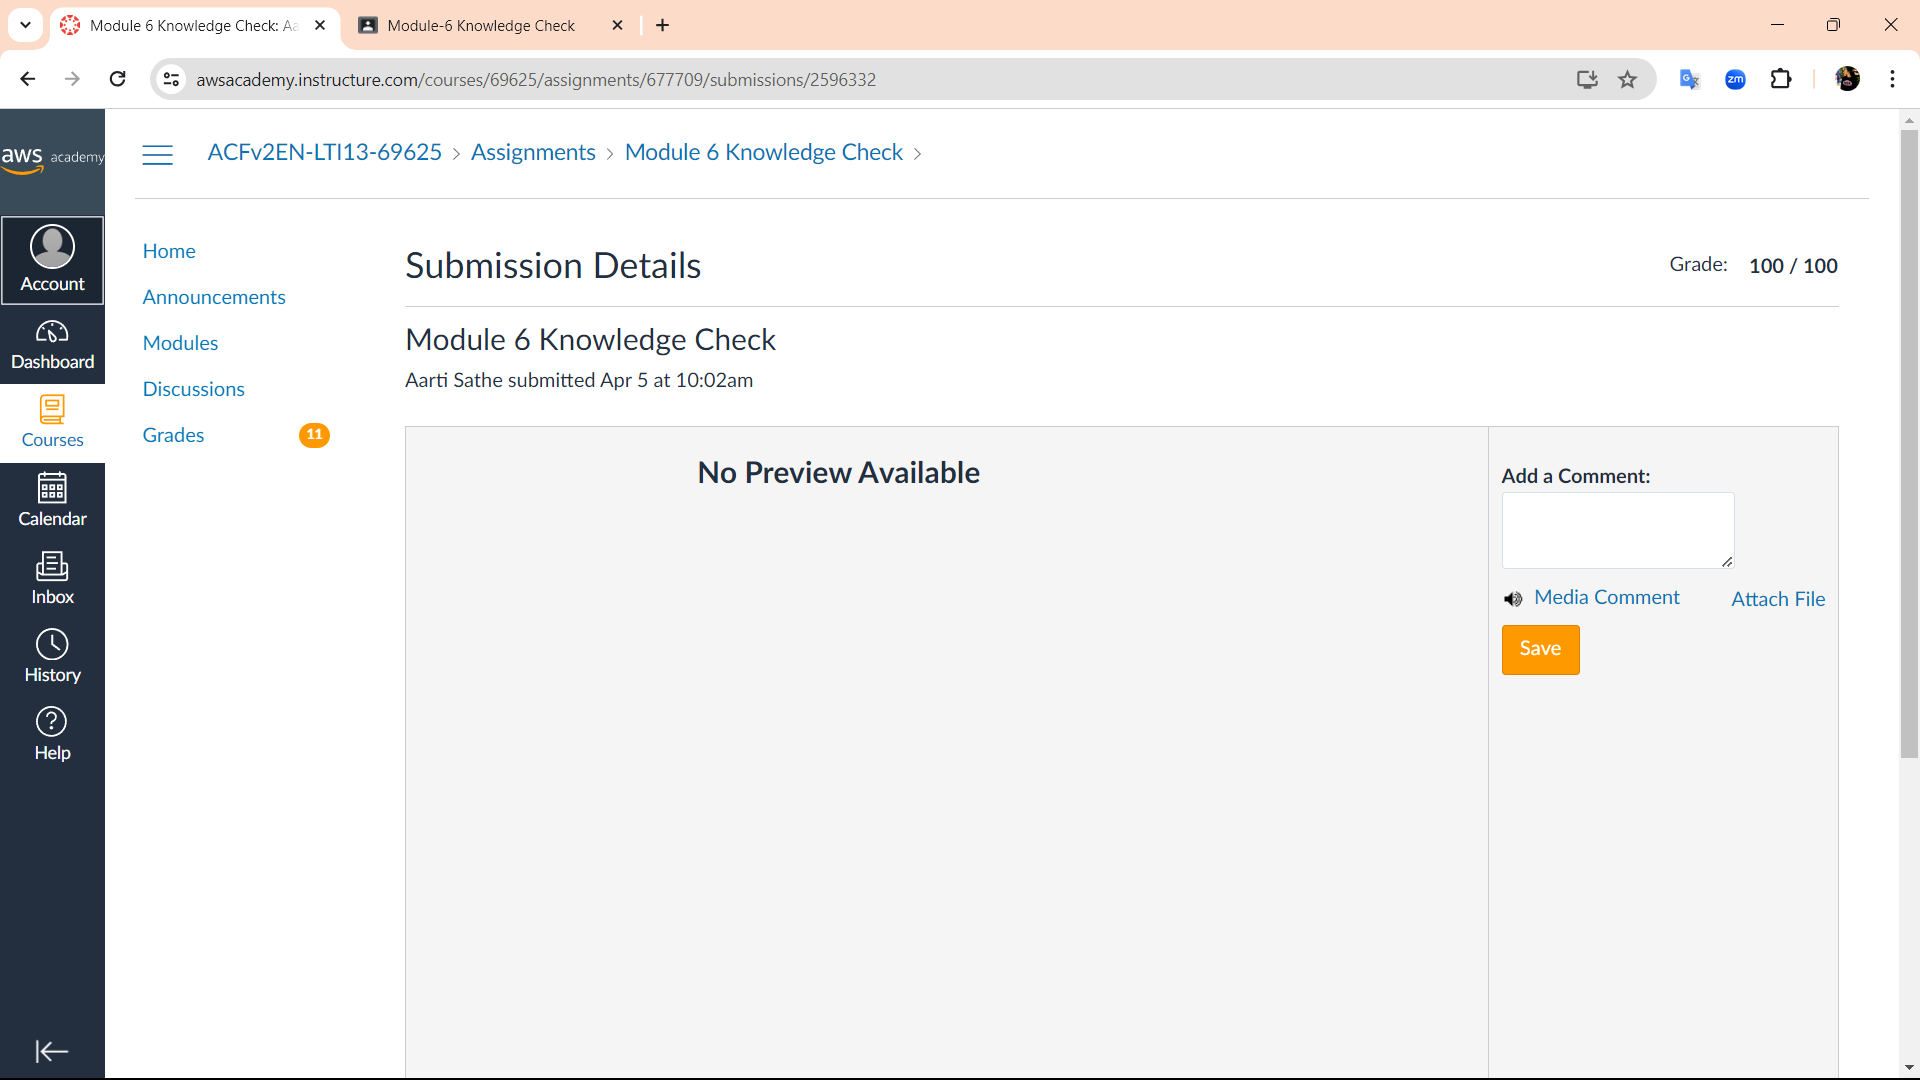 Module 6 Knowledge Check: Aa
Module-6 Knowledge Check
awsacademy.instructure.com/courses/69625/assignments/677709/submissions/2596332
zm
aws academy
ACFv2EN-LTI13-69625 > Assignments > Module 6 Knowledge Check >
Account
Dashboard
Courses
Calendar
Inbox
History
Help
Home
Announcements
Modules
Discussions
Grades 11
Submission Details
Grade: 100 / 100
Module 6 Knowledge Check
Aarti Sathe submitted Apr 5 at 10:02am
No Preview Available
Add a Comment:
Media Comment
Attach File
Save